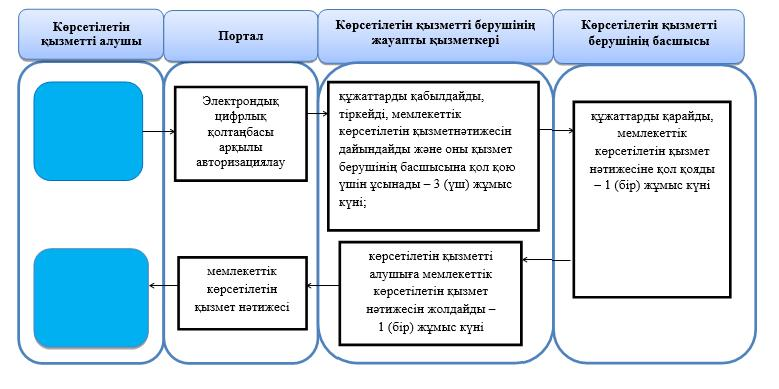 Көрсетілетін
қызметті алушы
Портал
Көрсетілетін қызметті берушінің
жауапты қызметкері
Көрсетілетін қызметті
берушінің басшысы
Электрондық
цифрлық
қолтаңбасы
арқылы
авторизациялау
құжаттарды қабылдайды,
тіркейді, мемлекеттік
көрсетілетін қызметнәтижесін
дайындайды және оны қызмет
берушінің басшысына қол қою
үшін ұсынады – 3 (үш) жұмыс
күні;
құжаттарды қарайды,
мемлекеттік
көрсетілетін қызмет
нәтижесіне қол қояды
– 1 (бір) жұмыс күні
көрсетілетін қызметті
алушыға мемлекеттік
көрсетілетін қызмет
нәтижесін жолдайды –
1 (бір) жұмыс күні
мемлекеттік
көрсетілетін
қызмет нәтижесі